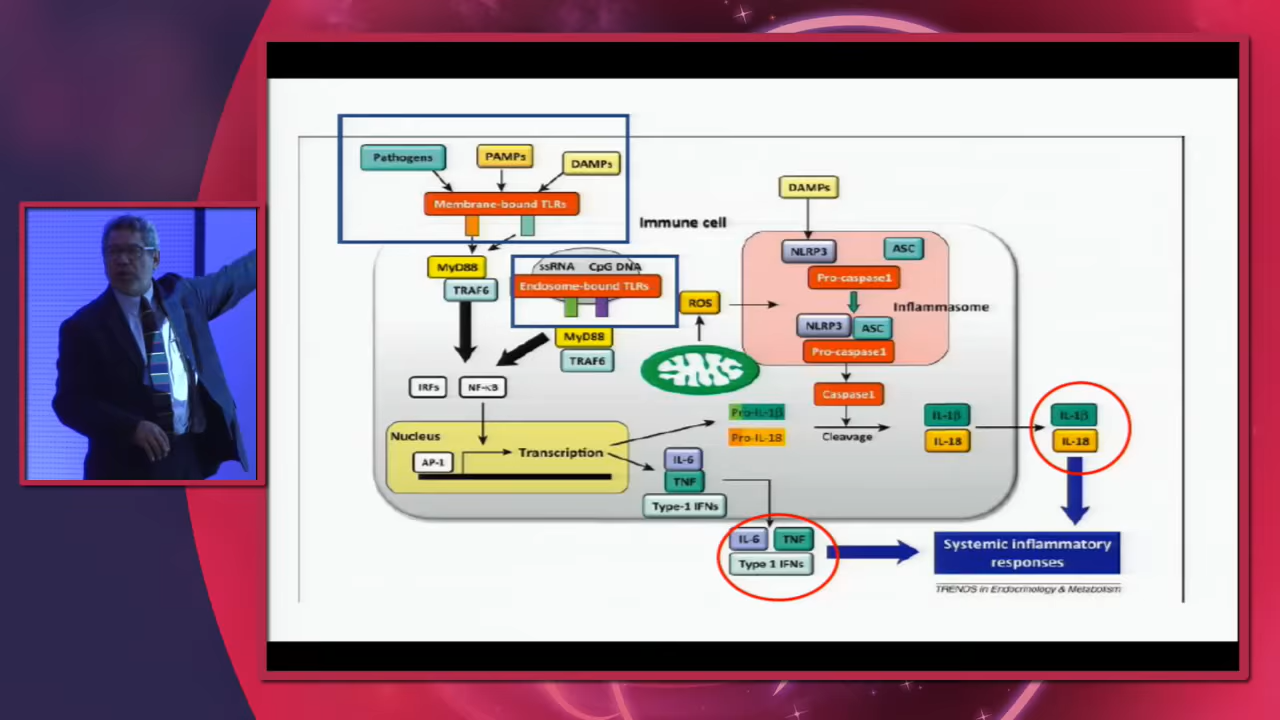 Pathogens
PAMPs
DAMPs
Membrane-bound TLRs
Immune cell
DAMPs
MyD88
TRAF6
ssRNA CpG DNA
Endosome-bound TLRs
MyD88
TRAF6
ROS
NLRP3
ASC
Pro-caspase1
Inflammasome
NLRP3
ASC
Pro-caspase1
IRFs
NF-κB
Caspase1
Pro-IL-1β
Pro-IL-18
Cleavage
IL-1β
IL-18
IL-1β
IL-18
Nucleus
AP-1
Transcription
IL-6
TNF
Type-1 IFNs
IL-6
TNF
Type 1 IFNs
Systemic inflammatory
responses
TRENDS in Endocrinology & Metabolism